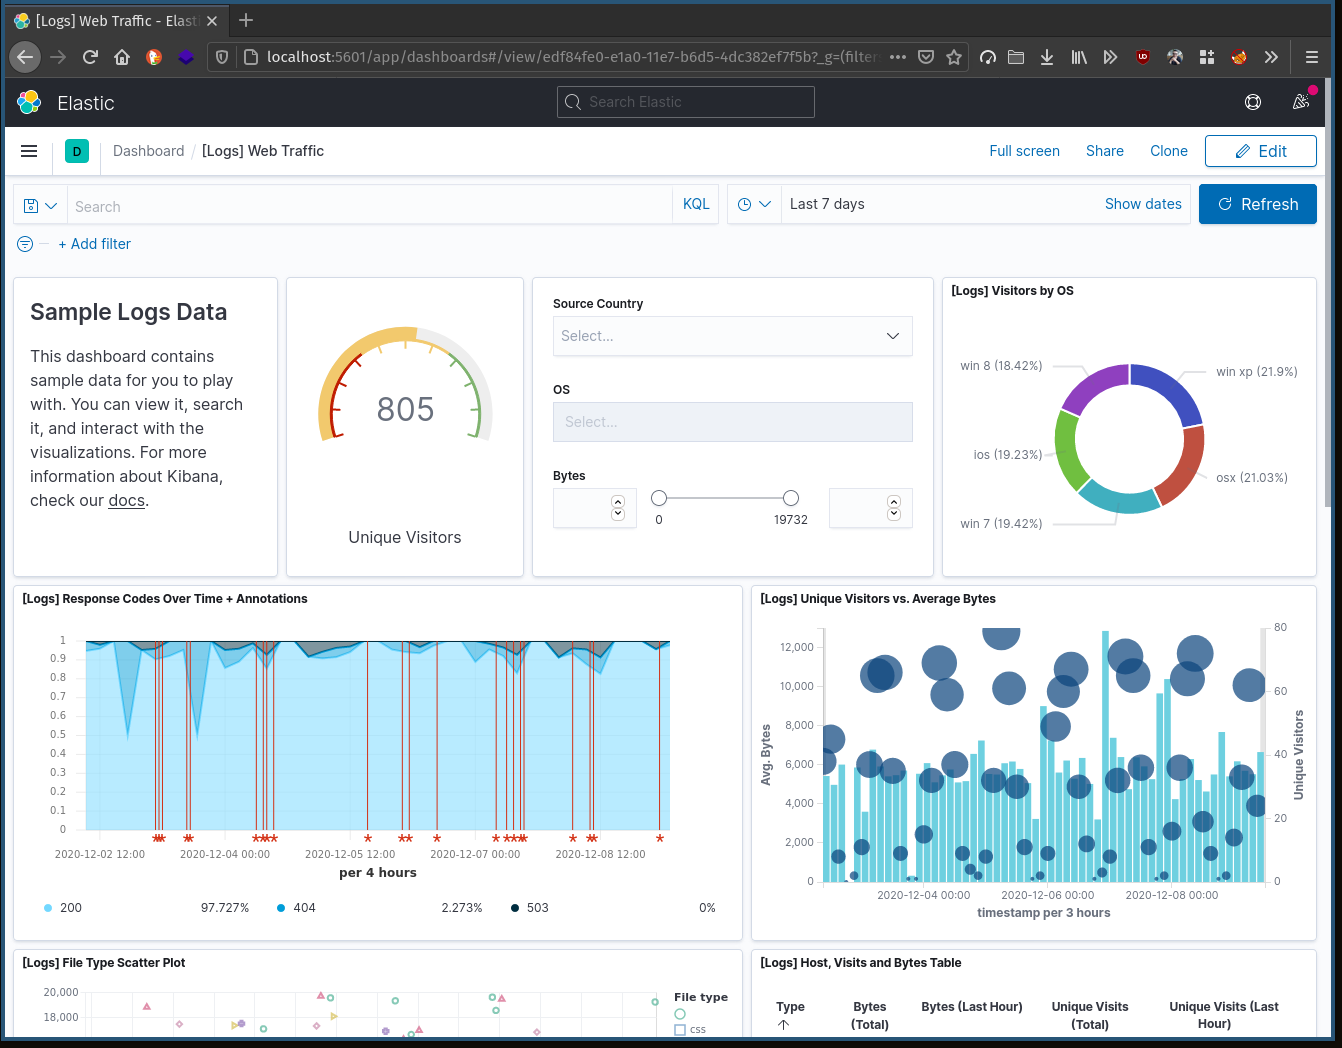 [Logs] Web Traffic - Elasti
localhost:5601/app/dashboards#/view/edf84fe0-e1a0-11e7-b6d5-4dc382ef7f5b?_g=(filter
Elastic
Search Elastic
D
Dashboard / [Logs] Web Traffic
Full screen
Share
Clone
Edit
Search
KQL
Last 7 days
Show dates
Refresh
+ Add filter
Sample Logs Data
This dashboard contains
sample data for you to play
with. You can view it, search
it, and interact with the
visualizations. For more
information about Kibana,
check our docs.
805
Unique Visitors
Source Country
Select...
OS
Select...
Bytes
0
19732
[Logs] Visitors by OS
win 8 (18.42%)
win xp (21.9%)
ios (19.23%)
osx (21.03%)
win 7 (19.42%)
[Logs] Response Codes Over Time + Annotations
1
0.9
0.8
0.7
0.6
0.5
0.4
0.3
0.2
0.1
0
2020-12-02 12:00
2020-12-04 00:00
2020-12-05 12:00
2020-12-07 00:00
2020-12-08 12:00
per 4 hours
200 97.727%
404 2.273%
503 0%
[Logs] Unique Visitors vs. Average Bytes
Avg. Bytes
12,000
10,000
8,000
6,000
4,000
2,000
0
80
60
40
20
0
Unique Visitors
2020-12-04 00:00
2020-12-06 00:00
2020-12-08 00:00
timestamp per 3 hours
[Logs] File Type Scatter Plot
20,000
18,000
File type
css
[Logs] Host, Visits and Bytes Table
Type
Bytes
(Total)
Bytes (Last Hour)
Unique Visits
(Total)
Unique Visits (Last
Hour)